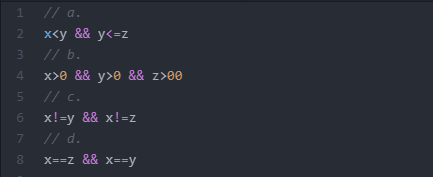 1 // a.
2 x<y && y<=z
3 // b.
4 x>0 && y>0 && z>00
5 // c.
6 x!=y && x!=z
7 // d.
8 x==z && x==y